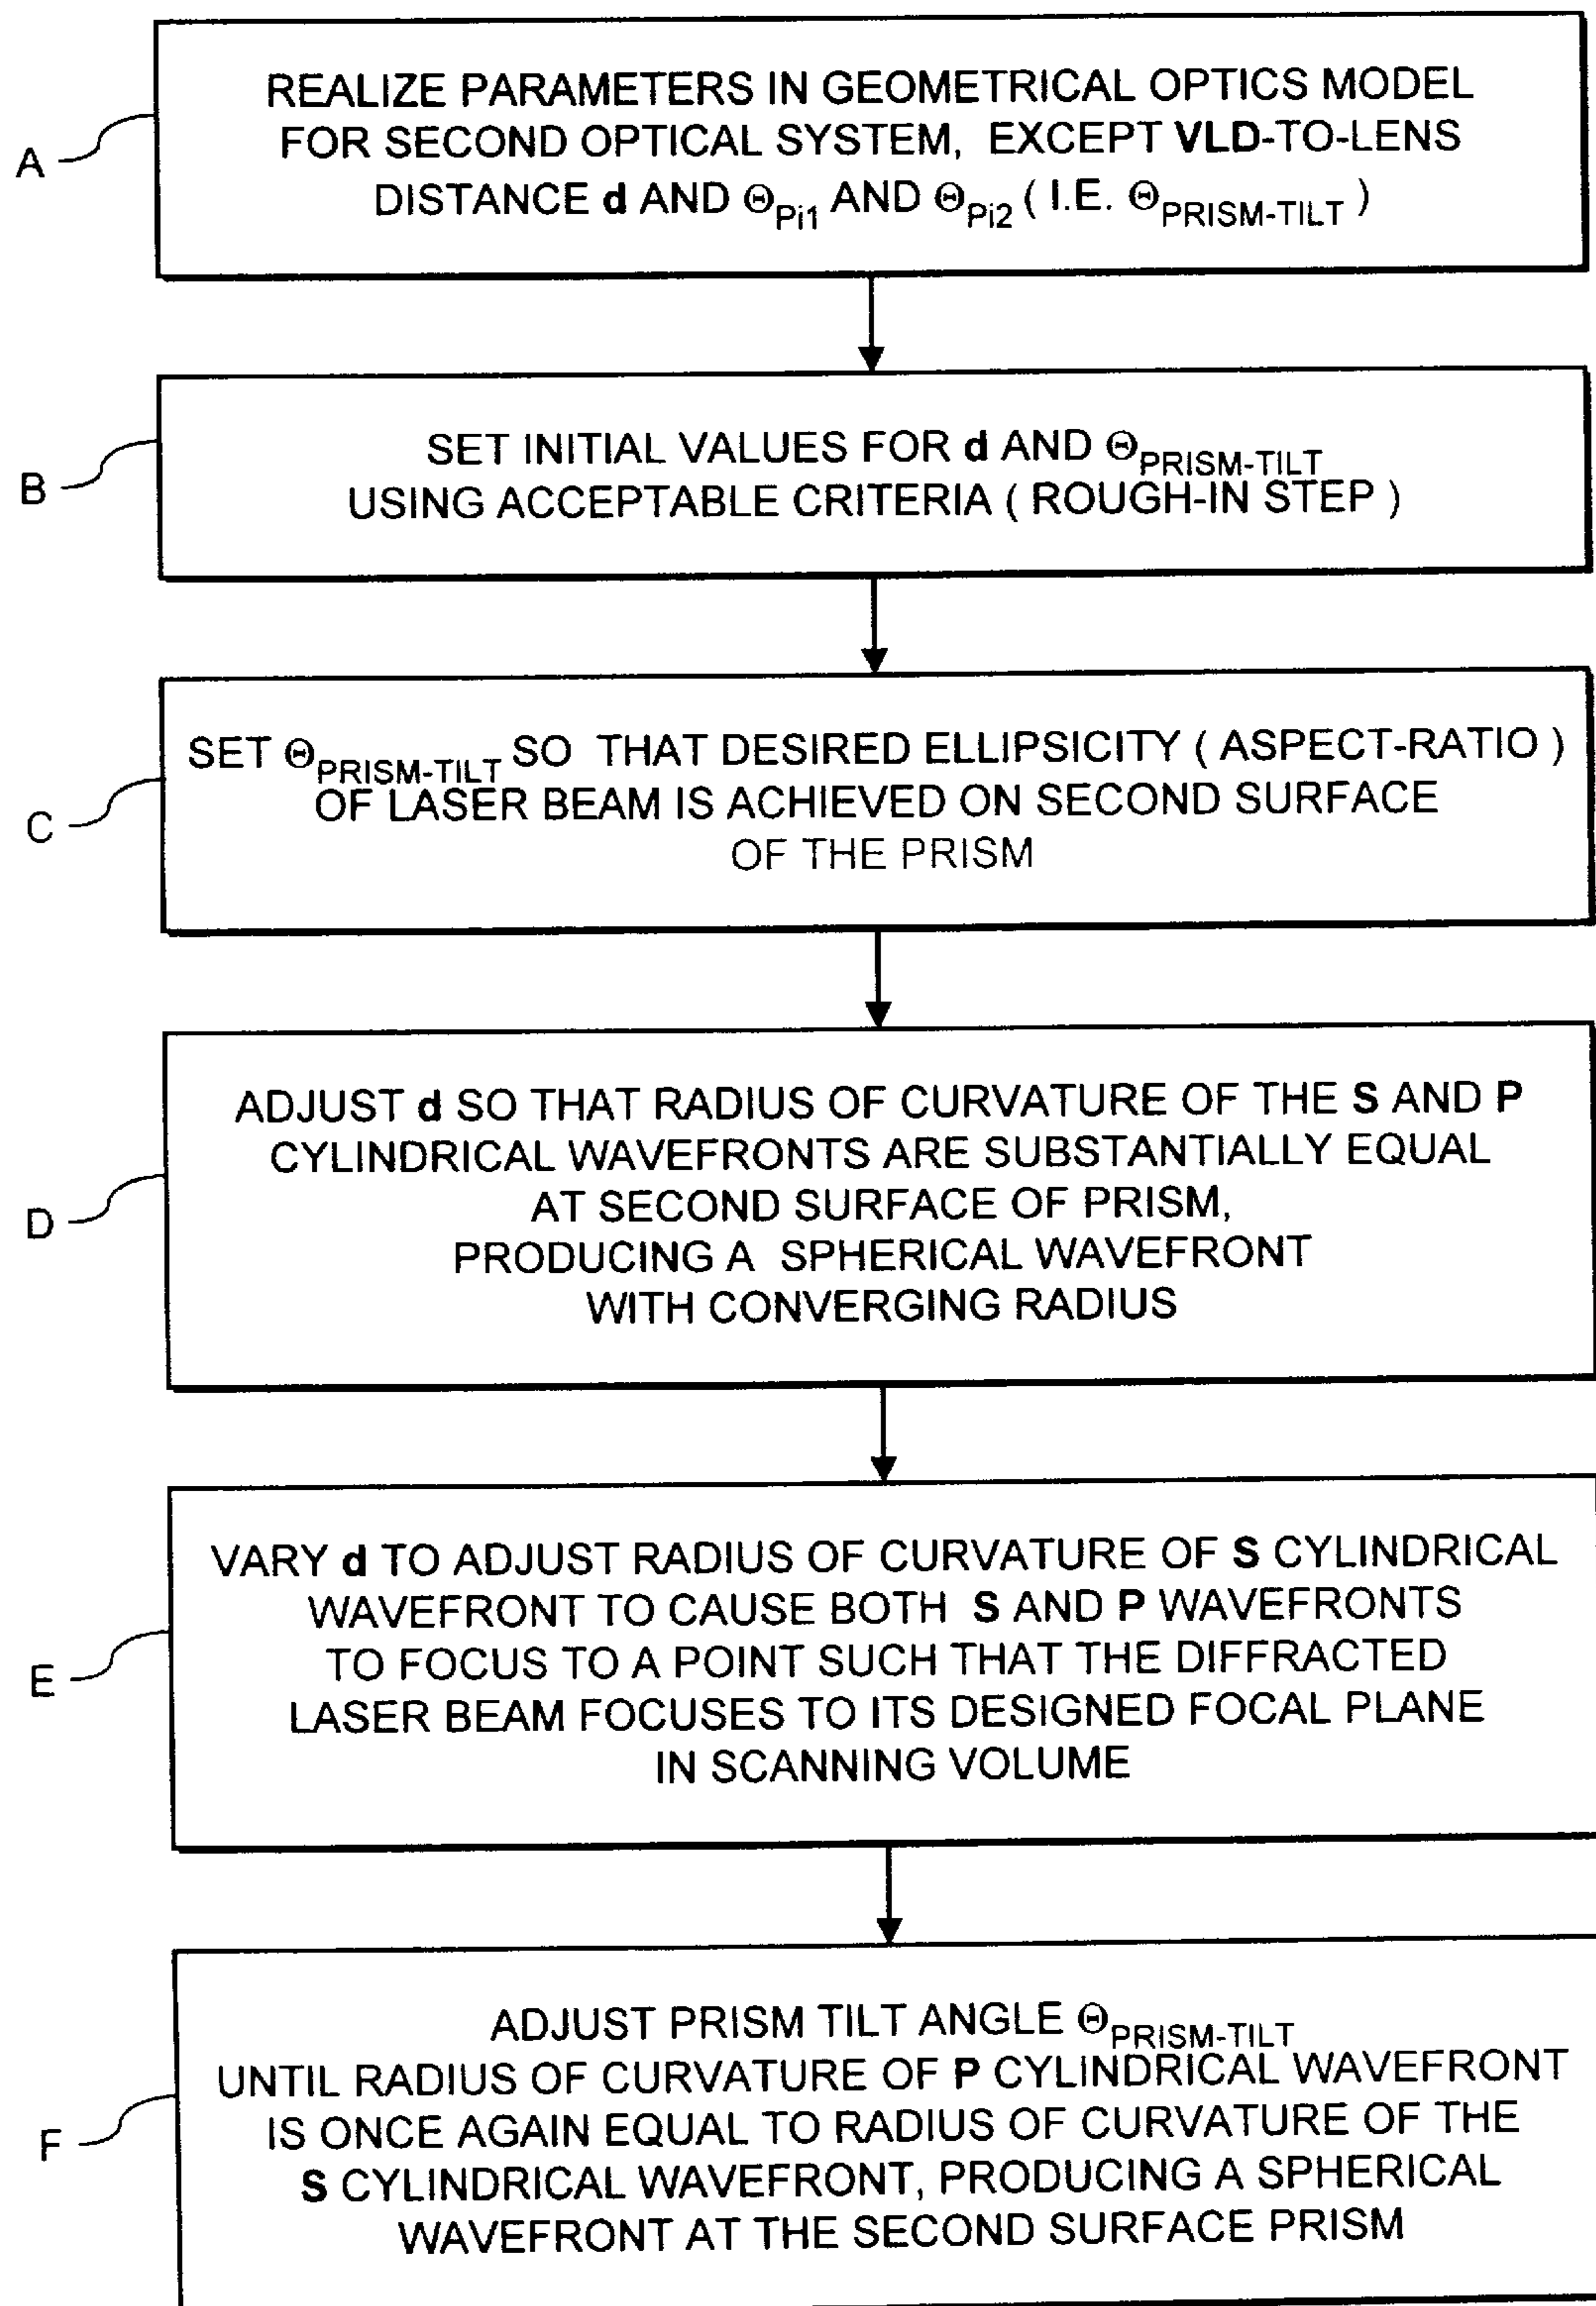 A
REALIZE PARAMETERS IN GEOMETRICAL OPTICS MODEL
FOR SECOND OPTICAL SYSTEM, EXCEPT VLD-TO-LENS
DISTANCE d AND ΘPi1 AND ΘPi2 ( I.E. ΘPRISM-TILT )
B
SET INITIAL VALUES FOR d AND ΘPRISM-TILT
USING ACCEPTABLE CRITERIA ( ROUGH-IN STEP )
C
SET ΘPRISM-TILT SO THAT DESIRED ELLIPSICITY ( ASPECT-RATIO )
OF LASER BEAM IS ACHIEVED ON SECOND SURFACE
OF THE PRISM
D
ADJUST d SO THAT RADIUS OF CURVATURE OF THE S AND P
CYLINDRICAL WAVEFRONTS ARE SUBSTANTIALLY EQUAL
AT SECOND SURFACE OF PRISM,
PRODUCING A SPHERICAL WAVEFRONT
WITH CONVERGING RADIUS
E
VARY d TO ADJUST RADIUS OF CURVATURE OF S CYLINDRICAL
WAVEFRONT TO CAUSE BOTH S AND P WAVEFRONTS
TO FOCUS TO A POINT SUCH THAT THE DIFFRACTED
LASER BEAM FOCUSES TO ITS DESIGNED FOCAL PLANE
IN SCANNING VOLUME
F
ADJUST PRISM TILT ANGLE ΘPRISM-TILT
UNTIL RADIUS OF CURVATURE OF P CYLINDRICAL WAVEFRONT
IS ONCE AGAIN EQUAL TO RADIUS OF CURVATURE OF THE
S CYLINDRICAL WAVEFRONT, PRODUCING A SPHERICAL
WAVEFRONT AT THE SECOND SURFACE PRISM